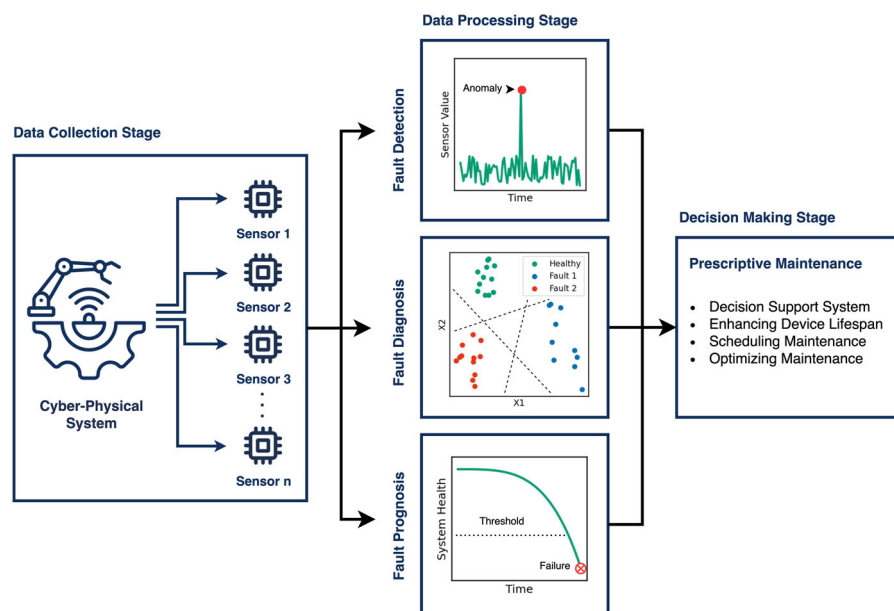 Data Processing Stage
Data Collection Stage
Sensor 1
Sensor 2
Sensor 3
Sensor n
Cyber-Physical
System
Fault Detection
Anomaly
Sensor Value
Time
Fault Diagnosis
Healthy
Fault 1
Fault 2
X2
X1
Fault Prognosis
System Health
Threshold
Failure
Time
Decision Making Stage
Prescriptive Maintenance
• Decision Support System
• Enhancing Device Lifespan
• Scheduling Maintenance
• Optimizing Maintenance